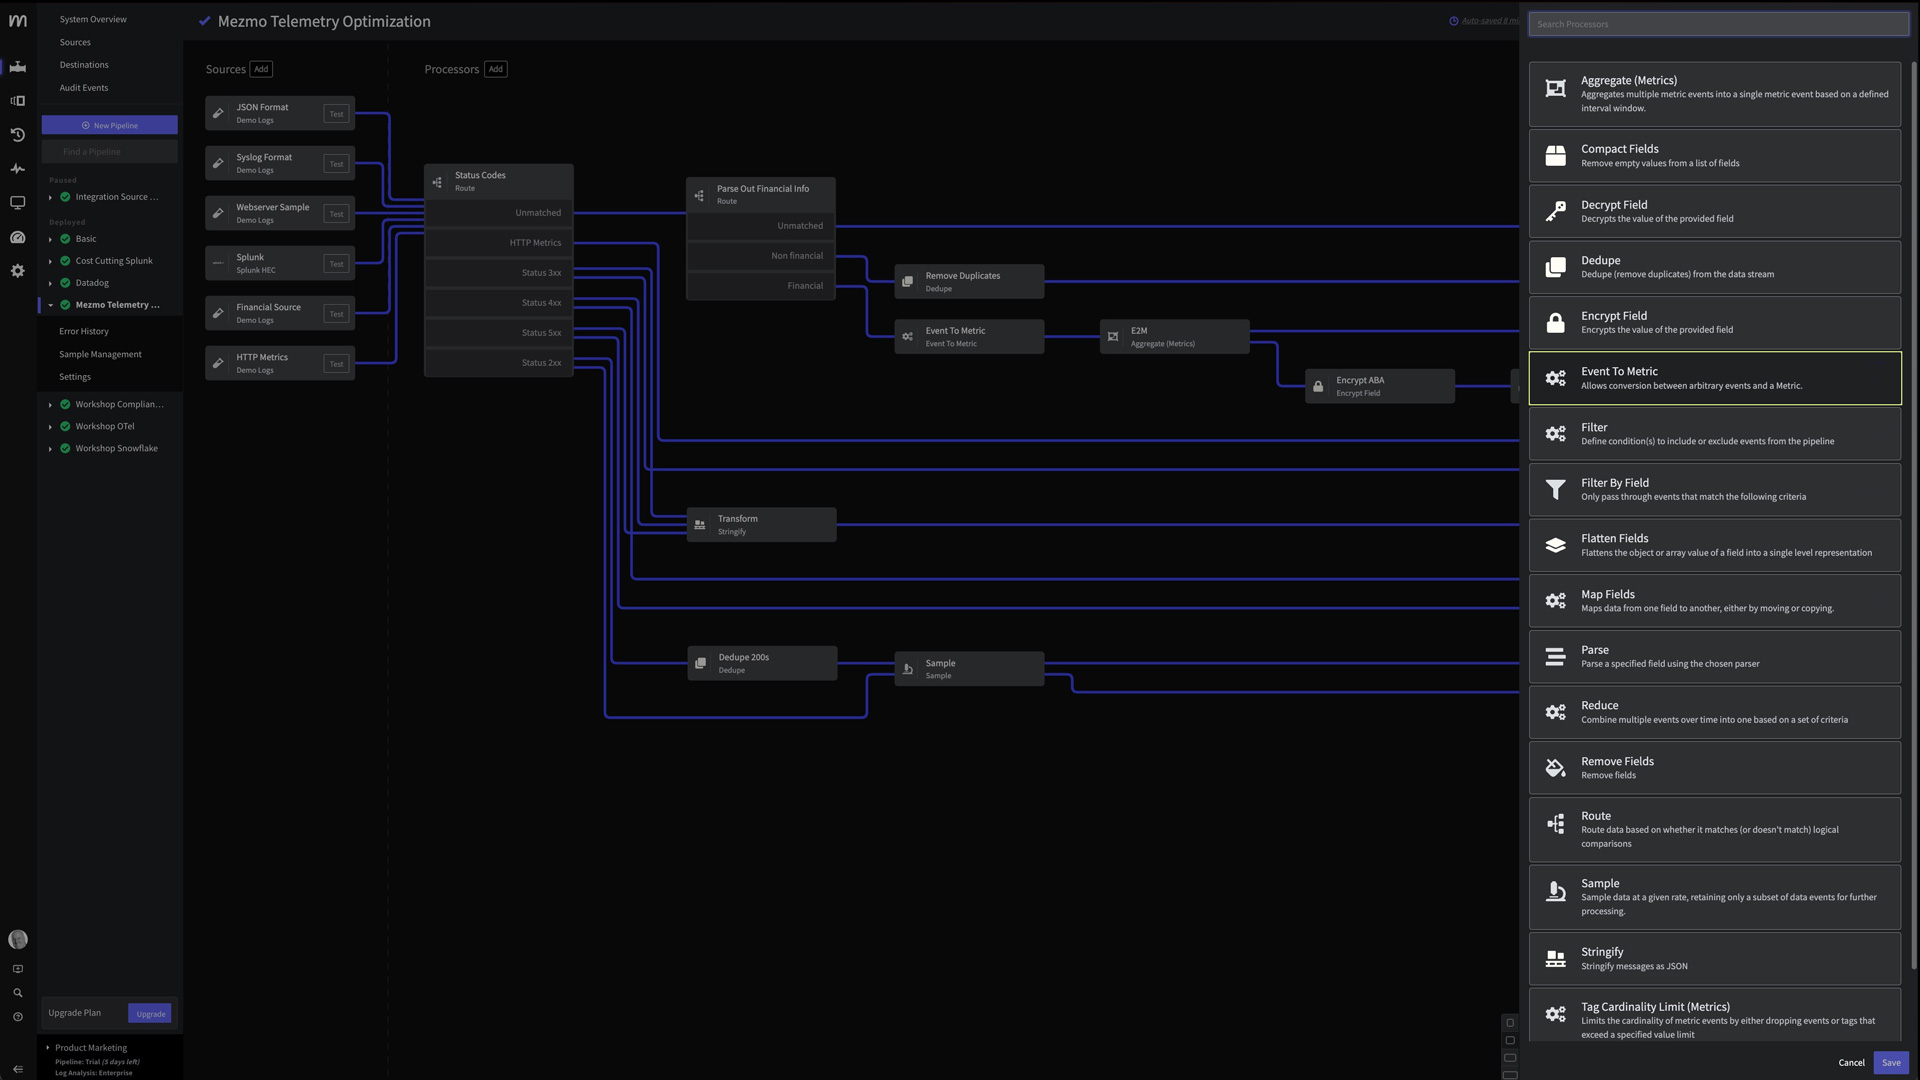 System Overview
Sources
Destinations
Audit Events
New Pipeline
Find a Pipeline
Paused
Integration Source ...
Deployed
Basic
Cost Cutting Splunk
Datadog
Mezmo Telemetry ...
Error History
Sample Management
Settings
Workshop Complian...
Workshop OTel
Workshop Snowflake
Upgrade Plan
Upgrade
Product Marketing
Pipeline: Trial (5 days left)
Log Analysis: Enterprise
Mezmo Telemetry Optimization
Auto-saved 8 mi
Sources
Add
Processors
Add
JSON Format
Demo Logs
Test
Syslog Format
Demo Logs
Test
Webserver Sample
Demo Logs
Test
Splunk
Splunk HEC
Test
Financial Source
Demo Logs
Test
HTTP Metrics
Demo Logs
Test
Status Codes
Route
Unmatched
HTTP Metrics
Status 3xx
Status 4xx
Status 5xx
Status 2xx
Parse Out Financial Info
Route
Unmatched
Non financial
Financial
Remove Duplicates
Dedupe
Event To Metric
Event To Metric
E2M
Aggregate (Metrics)
Encrypt ABA
Encrypt Field
Transform
Stringify
Dedupe 200s
Dedupe
Sample
Sample
Search Processors
Aggregate (Metrics)
Aggregates multiple metric events into a single metric event based on a defined
interval window.
Compact Fields
Remove empty values from a list of fields
Decrypt Field
Decrypts the value of the provided field
Dedupe
Dedupe (remove duplicates) from the data stream
Encrypt Field
Encrypts the value of the provided field
Event To Metric
Allows conversion between arbitrary events and a Metric.
Filter
Define condition(s) to include or exclude events from the pipeline
Filter By Field
Only pass through events that match the following criteria
Flatten Fields
Flattens the object or array value of a field into a single level representation
Map Fields
Maps data from one field to another, either by moving or copying.
Parse
Parse a specified field using the chosen parser
Reduce
Combine multiple events over time into one based on a set of criteria
Remove Fields
Remove fields
Route
Route data based on whether it matches (or doesn't match) logical
comparisons
Sample
Sample data at a given rate, retaining only a subset of data events for further
processing.
Stringify
Stringify messages as JSON
Tag Cardinality Limit (Metrics)
Limits the cardinality of metric events by either dropping events or tags that
exceed a specified value limit
Cancel
Save